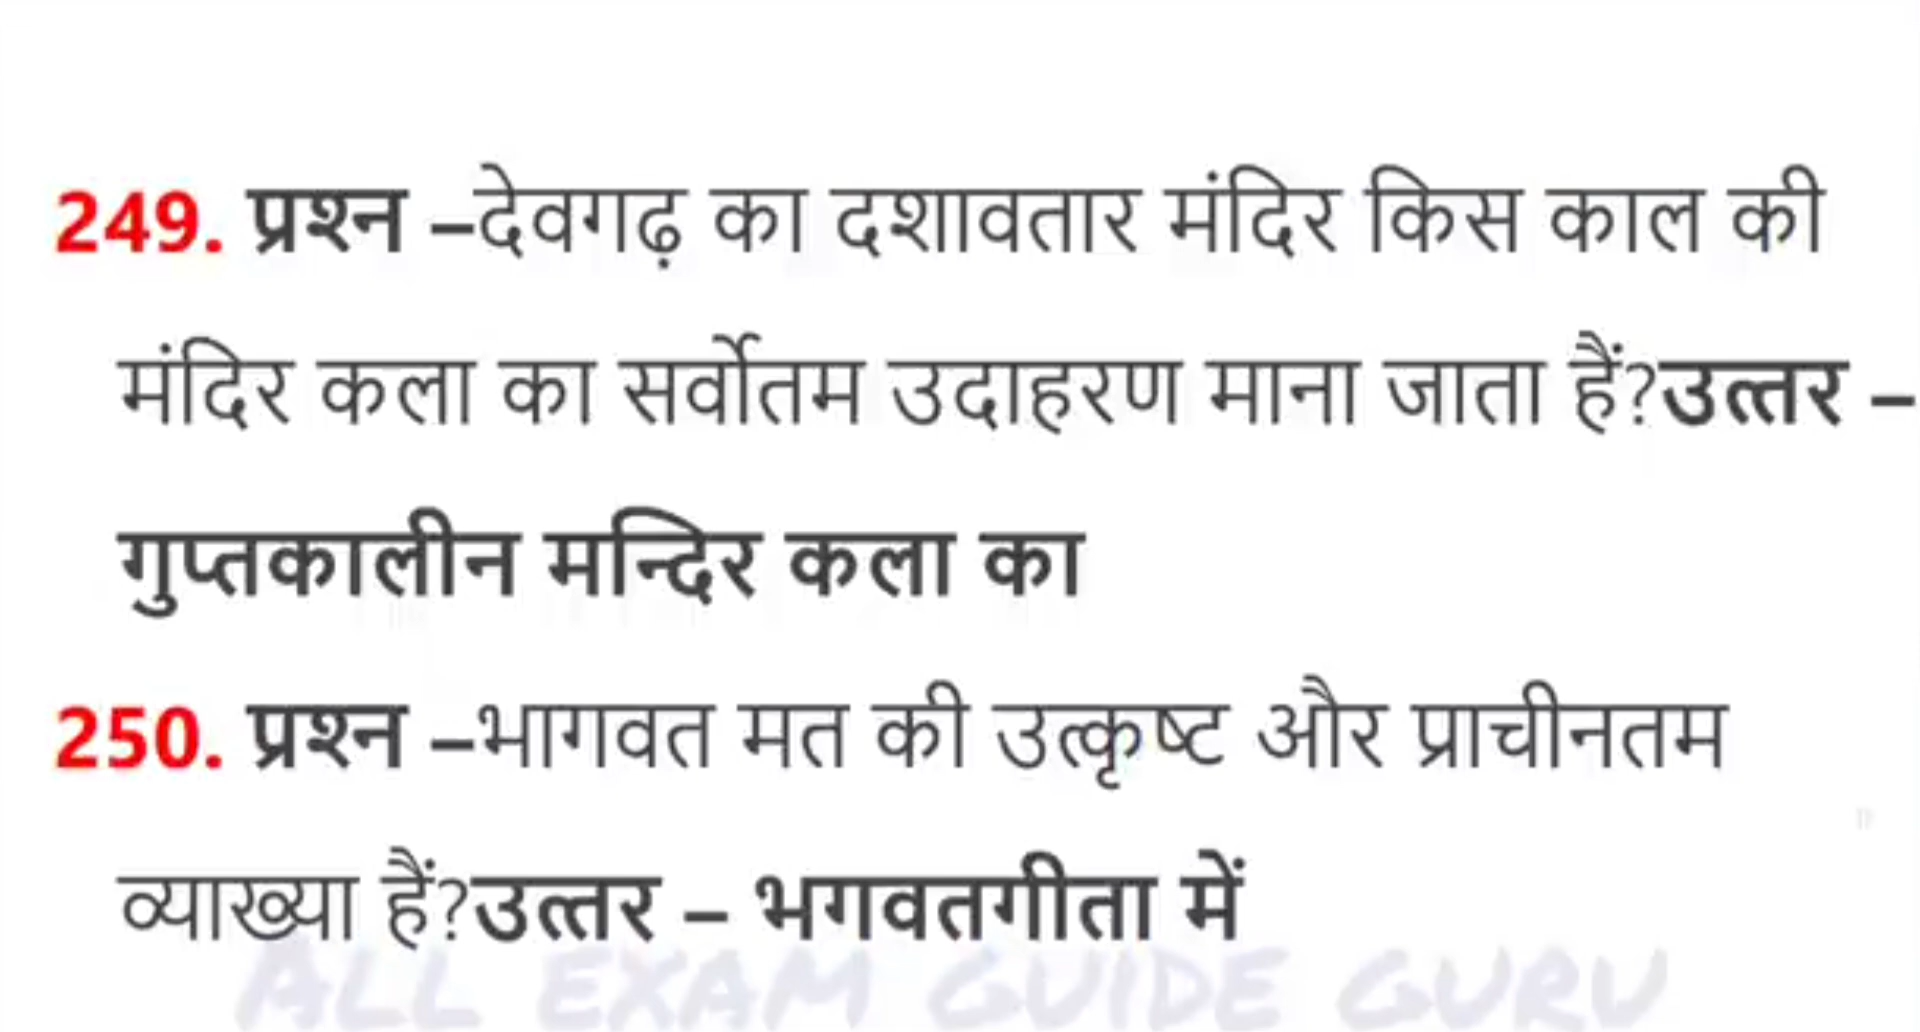 249. प्रश्न –देवगढ़ का दशावतार मंदिर किस काल की
मंदिर कला का सर्वोतम उदाहरण माना जाता हैं?उत्तर –
गुप्तकालीन मन्दिर कला का
250. प्रश्न –भागवत मत की उत्कृष्ट और प्राचीनतम
व्याख्या हैं?उत्तर – भगवतगीता में
ALL EXAM GUIDE GURU